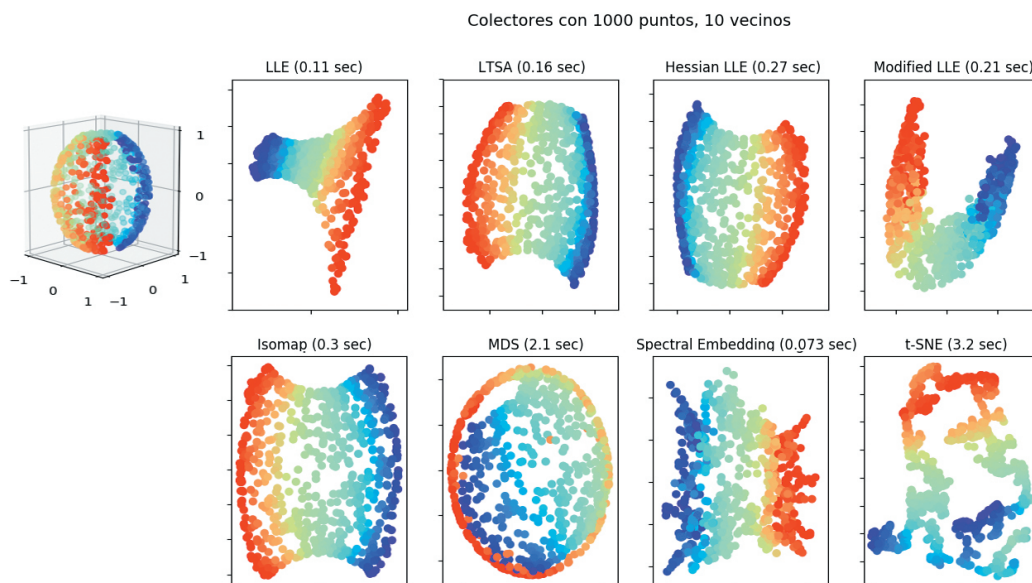 Colectores con 1000 puntos, 10 vecinos
LLE (0.11 sec)
LTSA (0.16 sec)
Hessian LLE (0.27 sec)
Modified LLE (0.21 sec)
1
0
−1
−1
0
1
−1
0
1
Isomap (0.3 sec)
MDS (2.1 sec)
Spectral Embedding (0.073 sec)
t-SNE (3.2 sec)